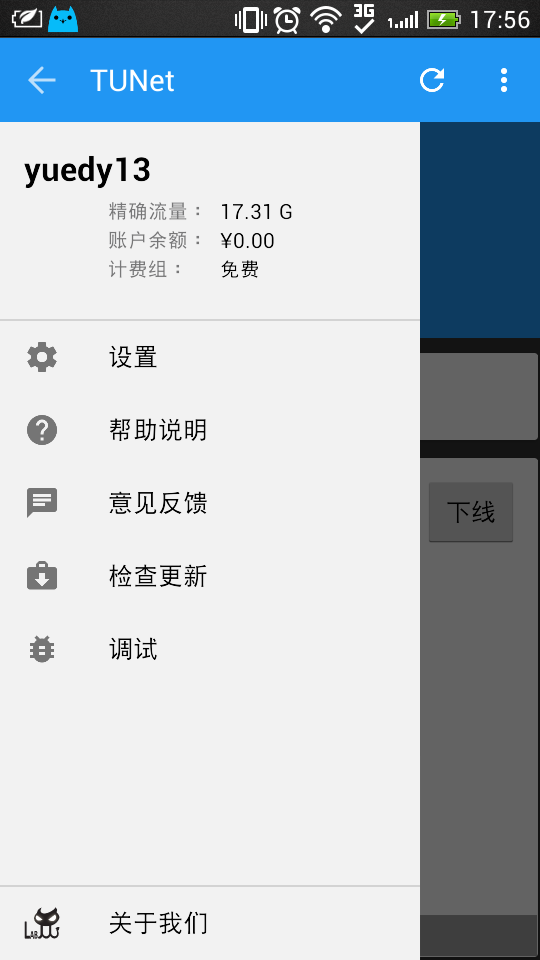 3G
17:56
TUNet
yuedy13
精确流量： 17.31 G
账户余额： ¥0.00
计费组： 免费
设置
帮助说明
意见反馈
下线
检查更新
调试
关于我们